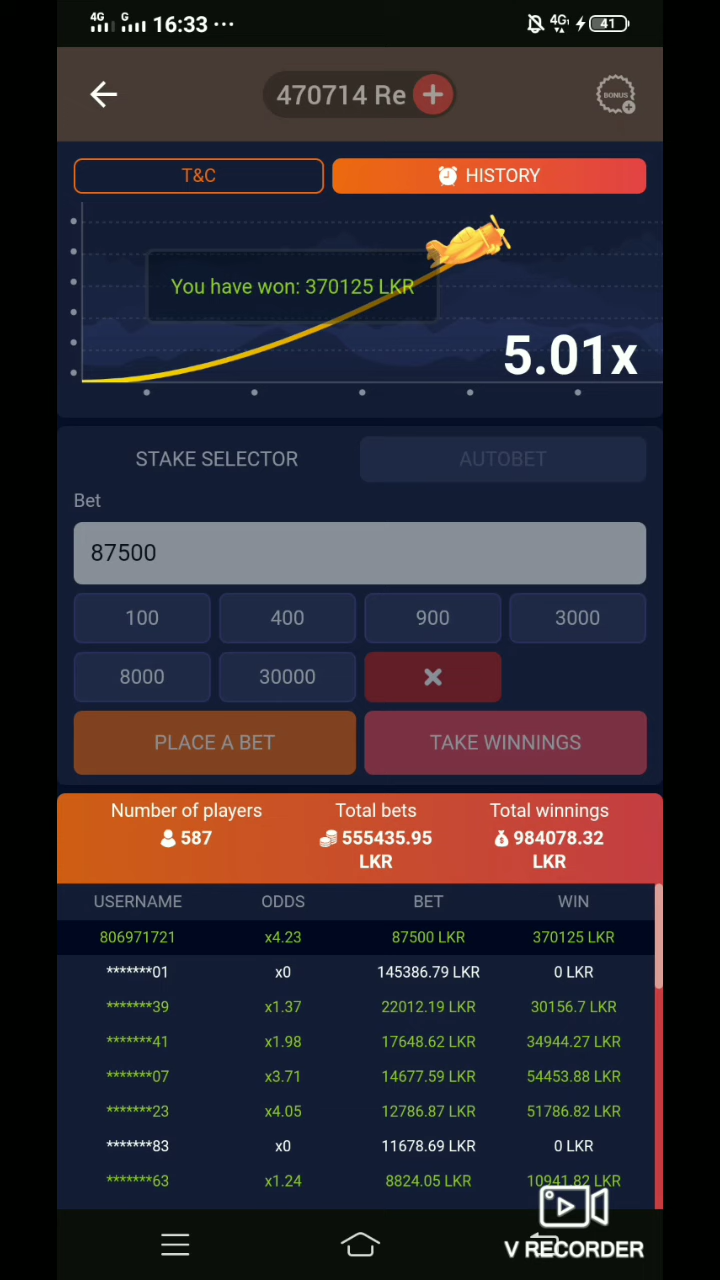 4G G 16:33 ··· 4G 41
470714 Re +
BONUS
T&C HISTORY
You have won: 370125 LKR
5.01x
STAKE SELECTOR AUTOBET
Bet
87500
100 400 900 3000
8000 30000
PLACE A BET TAKE WINNINGS
Number of players Total bets Total winnings
587 555435.95 984078.32
LKR LKR
USERNAME ODDS BET WIN
806971721 x4.23 87500 LKR 370125 LKR
*******01 x0 145386.79 LKR 0 LKR
*******39 x1.37 22012.19 LKR 30156.7 LKR
*******41 x1.98 17648.62 LKR 34944.27 LKR
*******07 x3.71 14677.59 LKR 54453.88 LKR
*******23 x4.05 12786.87 LKR 51786.82 LKR
*******83 x0 11678.69 LKR 0 LKR
*******63 x1.24 8824.05 LKR 10941.82 LKR
V RECORDER